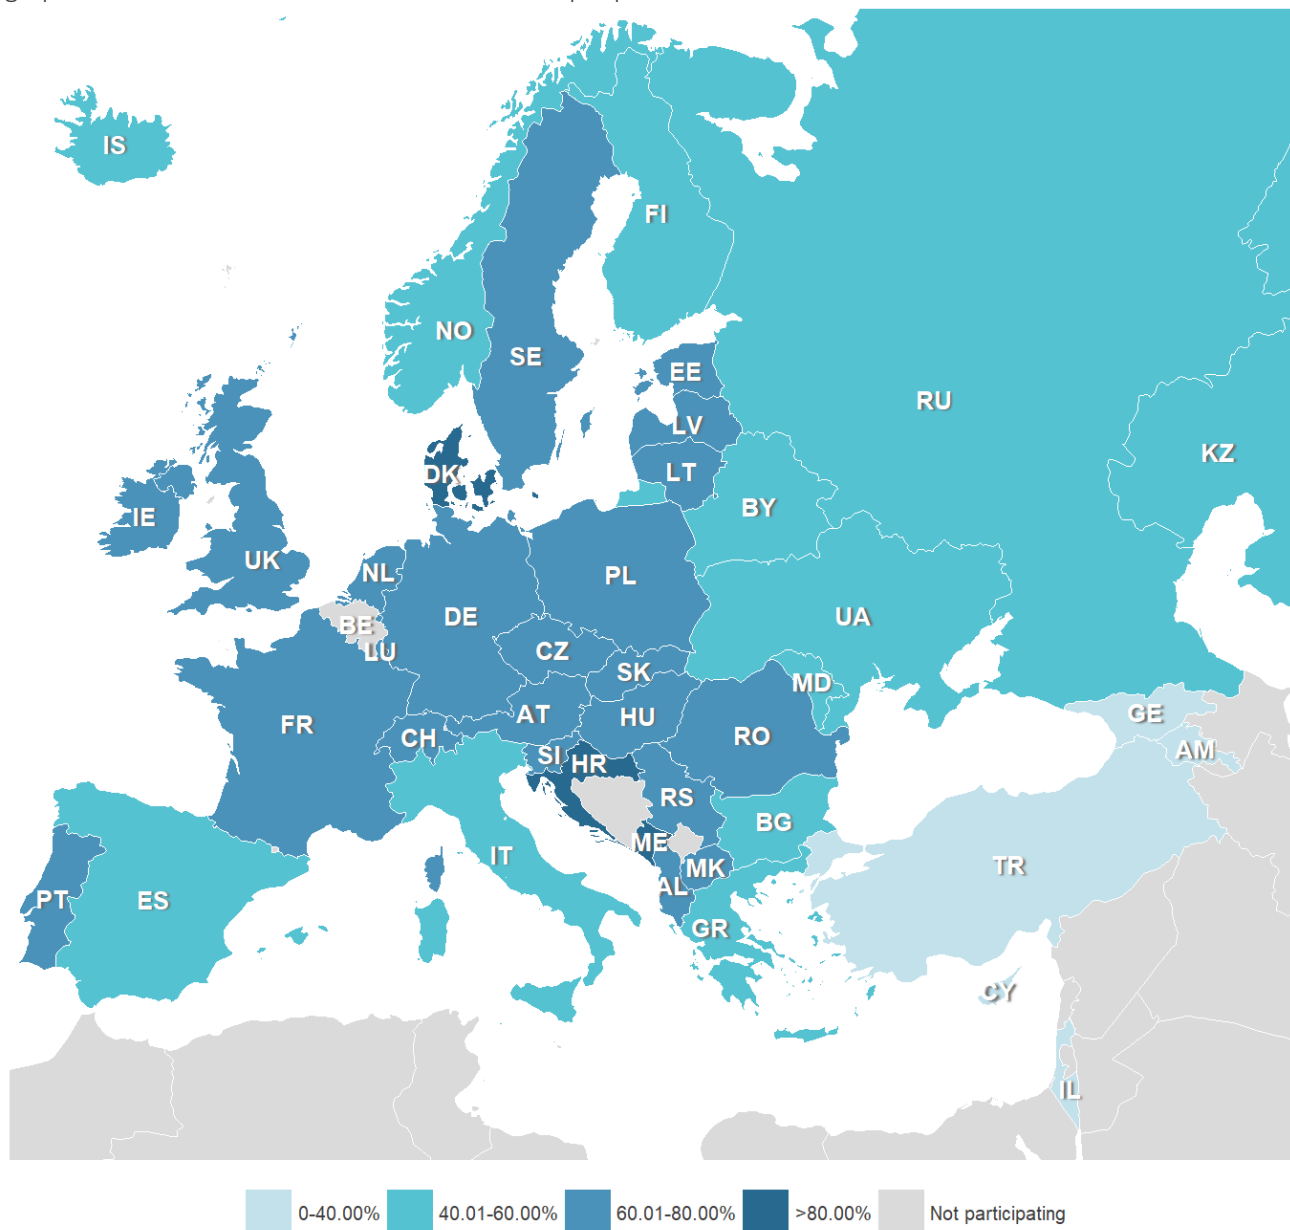 IS
FI
NO
SE
EE
RU
LV
KZ
DK
LT
BY
IE
UK
NL
PL
DE
UA
BE
LU
CZ
SK
MD
AT
HU
FR
CH
RO
GE
SI
HR
AM
RS
BG
ME
IT
MK
TR
AL
PT
ES
GR
CY
IL
0-40.00% 40.01-60.00% 60.01-80.00% >80.00% Not participating